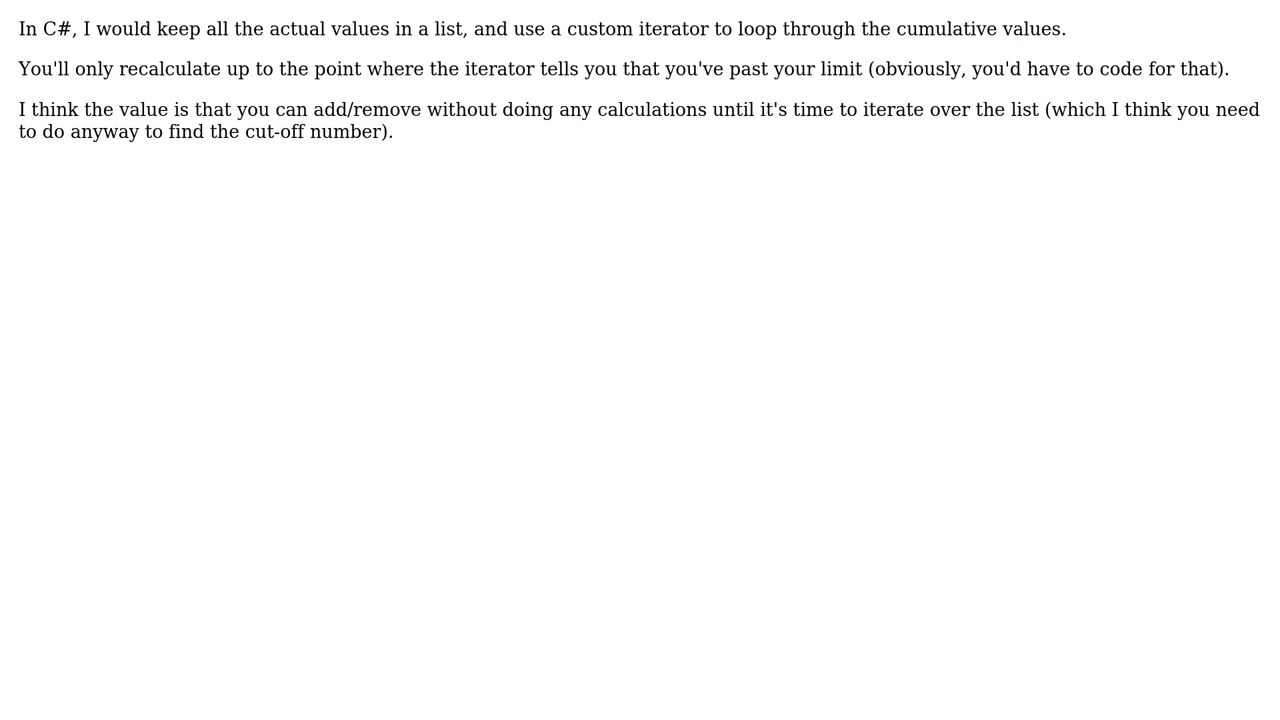 In C#, I would keep all the actual values in a list, and use a custom iterator to loop through the cumulative values.
You'll only recalculate up to the point where the iterator tells you that you've past your limit (obviously, you'd have to code for that).
I think the value is that you can add/remove without doing any calculations until it's time to iterate over the list (which I think you need
to do anyway to find the cut-off number).